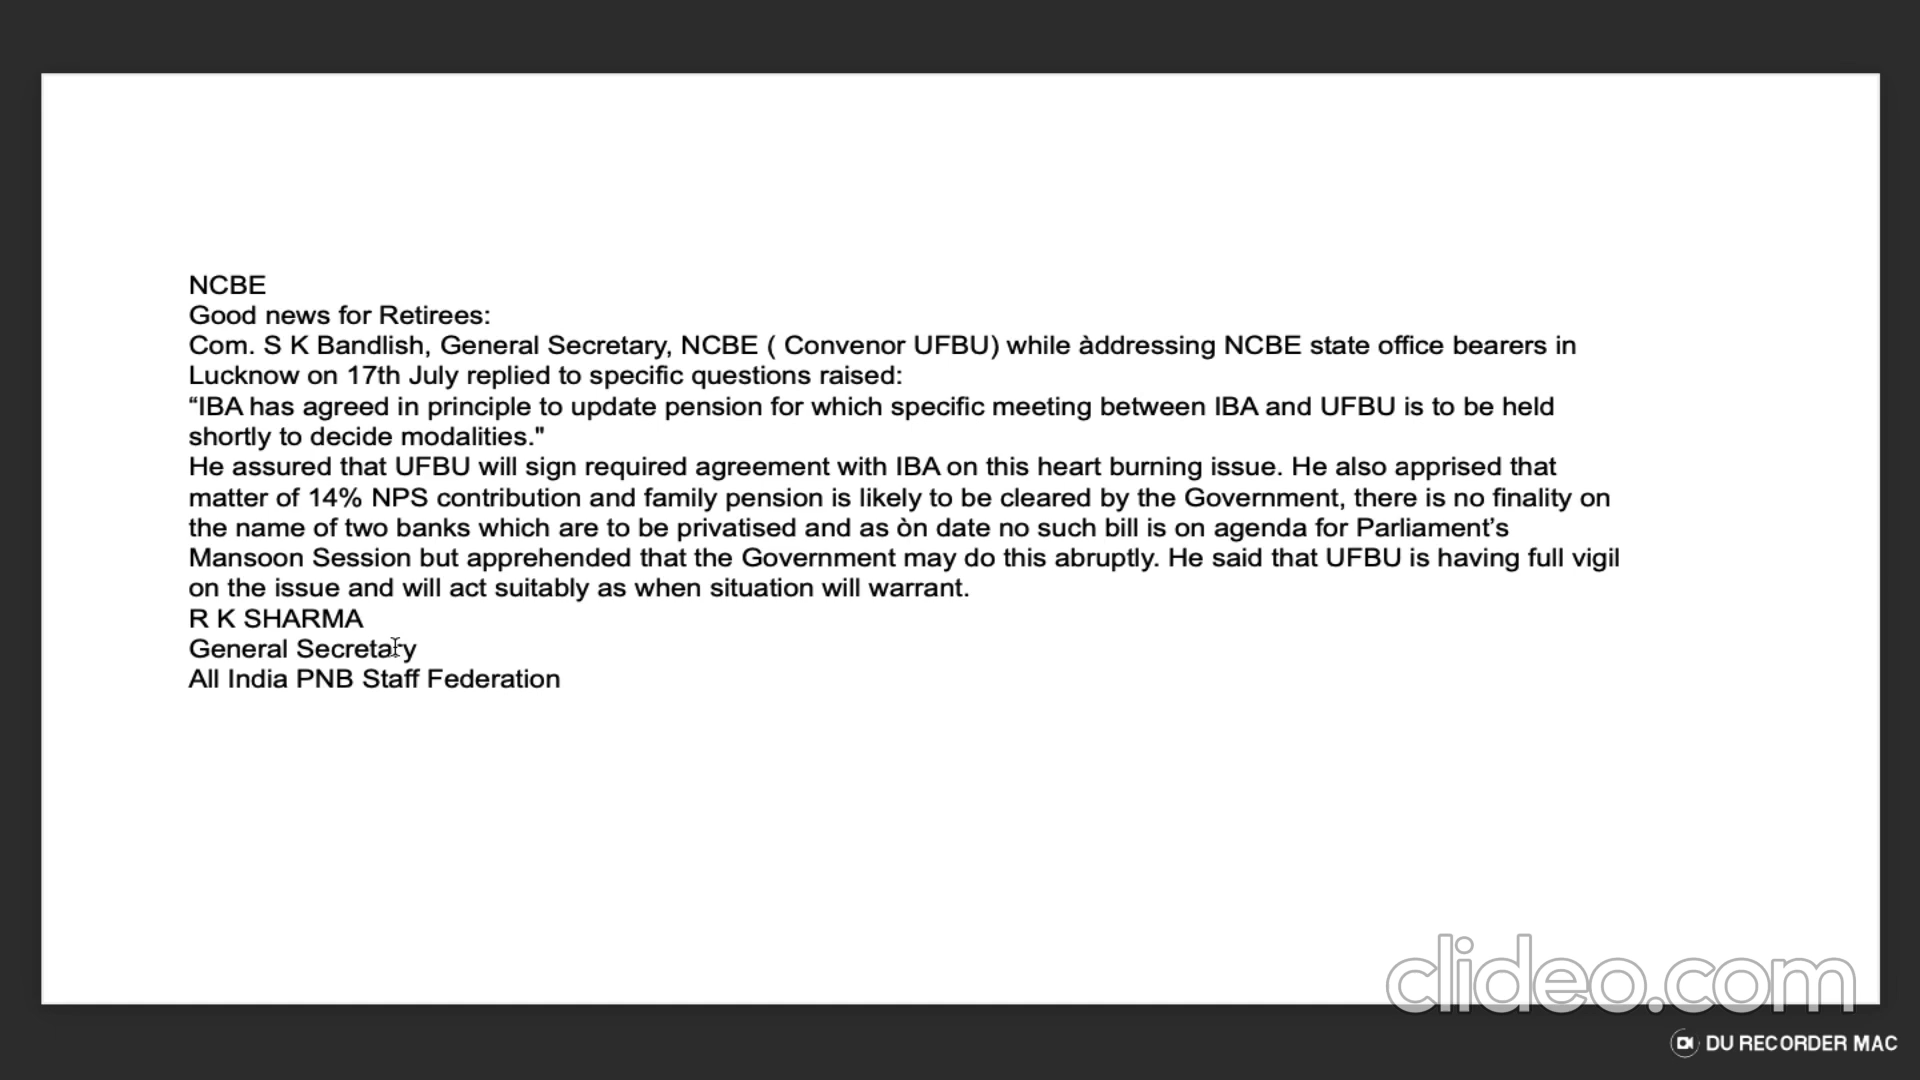 NCBE
Good news for Retirees:
Com. S K Bandlish, General Secretary, NCBE ( Convenor UFBU) while àddressing NCBE state office bearers in
Lucknow on 17th July replied to specific questions raised:
“IBA has agreed in principle to update pension for which specific meeting between IBA and UFBU is to be held
shortly to decide modalities."
He assured that UFBU will sign required agreement with IBA on this heart burning issue. He also apprised that
matter of 14% NPS contribution and family pension is likely to be cleared by the Government, there is no finality on
the name of two banks which are to be privatised and as òn date no such bill is on agenda for Parliament’s
Mansoon Session but apprehended that the Government may do this abruptly. He said that UFBU is having full vigil
on the issue and will act suitably as when situation will warrant.
R K SHARMA
General Secretary
All India PNB Staff Federation
clideo.com
DU RECORDER MAC